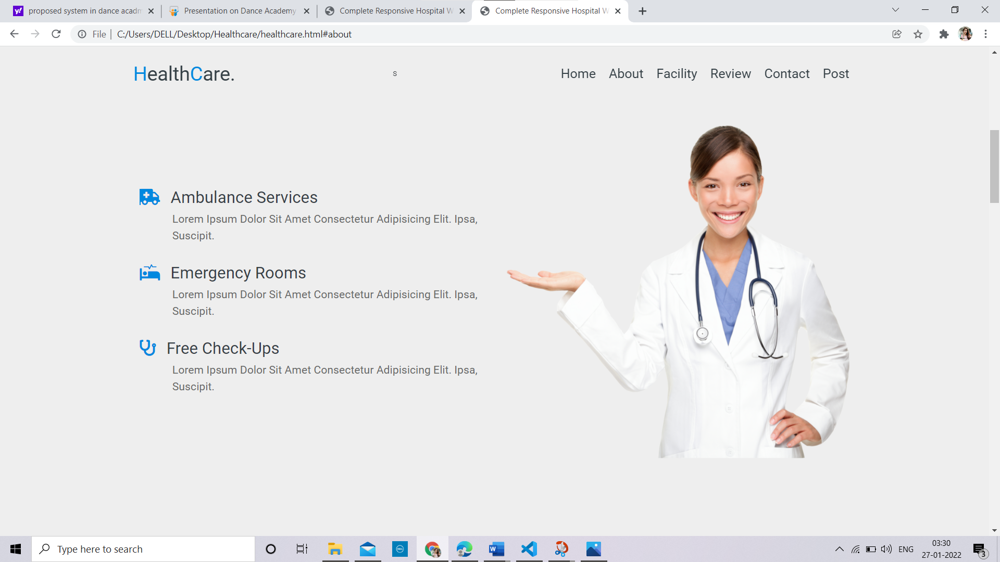 proposed system in dance acadm
Presentation on Dance Academy
Complete Responsive Hospital W
Complete Responsive Hospital W
File
C:/Users/DELL/Desktop/Healthcare/healthcare.html#about
HealthCare.
s
Home About Facility Review Contact Post
Ambulance Services
Lorem Ipsum Dolor Sit Amet Consectetur Adipisicing Elit. Ipsa,
Suscipit.
Emergency Rooms
Lorem Ipsum Dolor Sit Amet Consectetur Adipisicing Elit. Ipsa,
Suscipit.
Free Check-Ups
Lorem Ipsum Dolor Sit Amet Consectetur Adipisicing Elit. Ipsa,
Suscipit.
Type here to search
ENG
03:30
27-01-2022
3